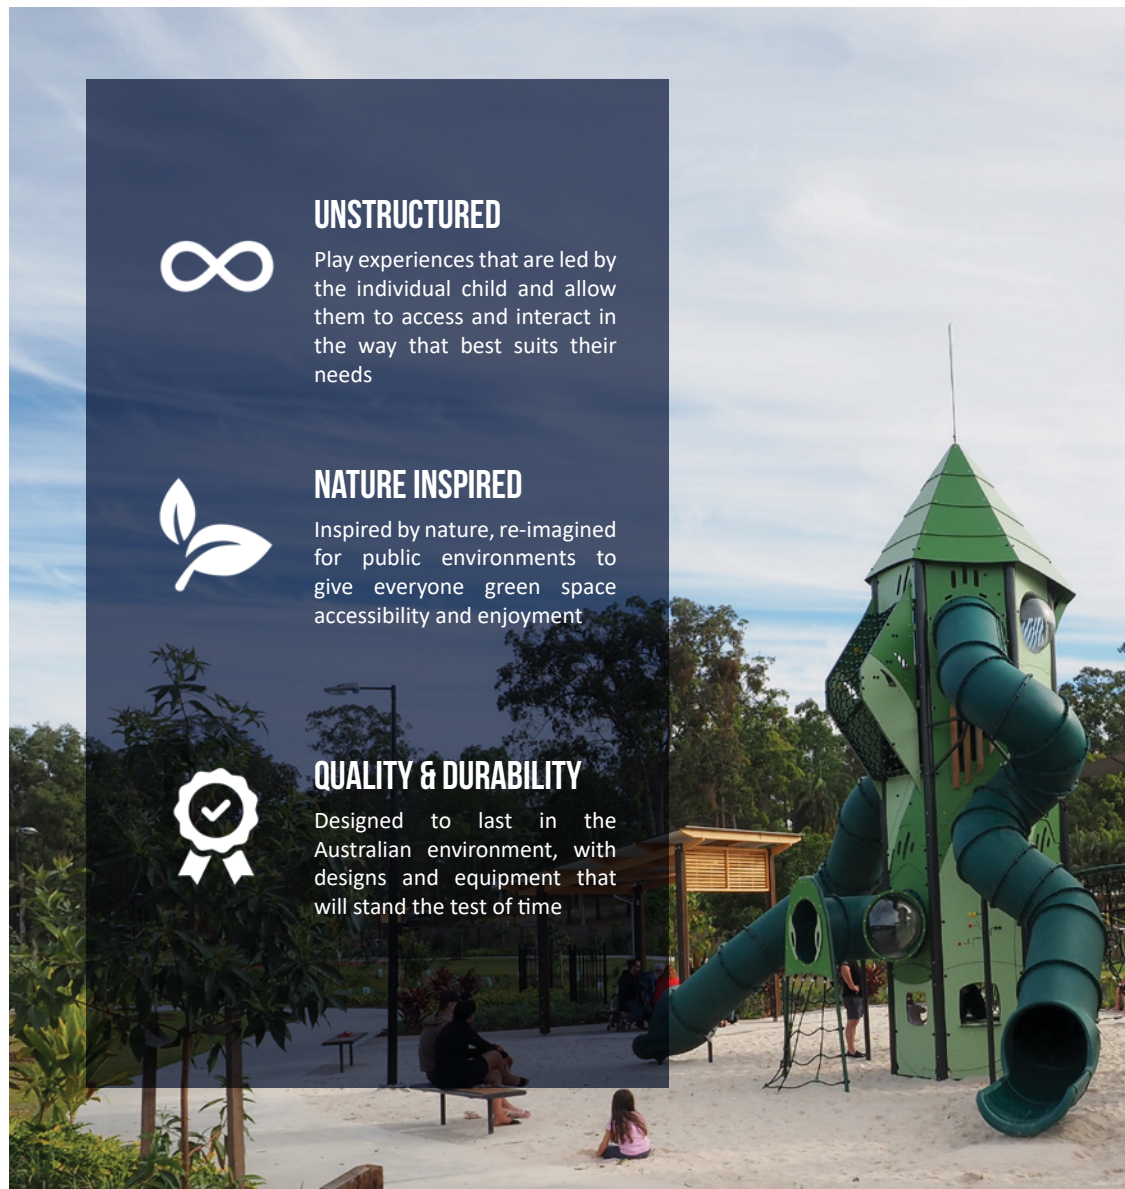 UNSTRUCTURED
Play experiences that are led by
the individual child and allow
them to access and interact in
the way that best suits their
needs
NATURE INSPIRED
Inspired by nature, re-imagined
for public environments to
give everyone green space
accessibility and enjoyment
QUALITY & DURABILITY
Designed to last in the
Australian environment, with
designs and equipment that
will stand the test of time